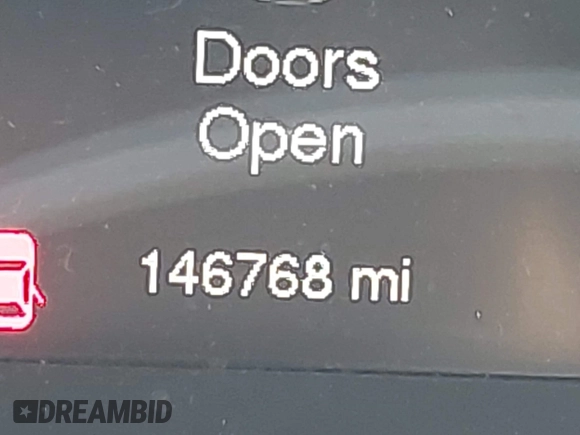 Doors
Open
146768 mi
DREAMBID